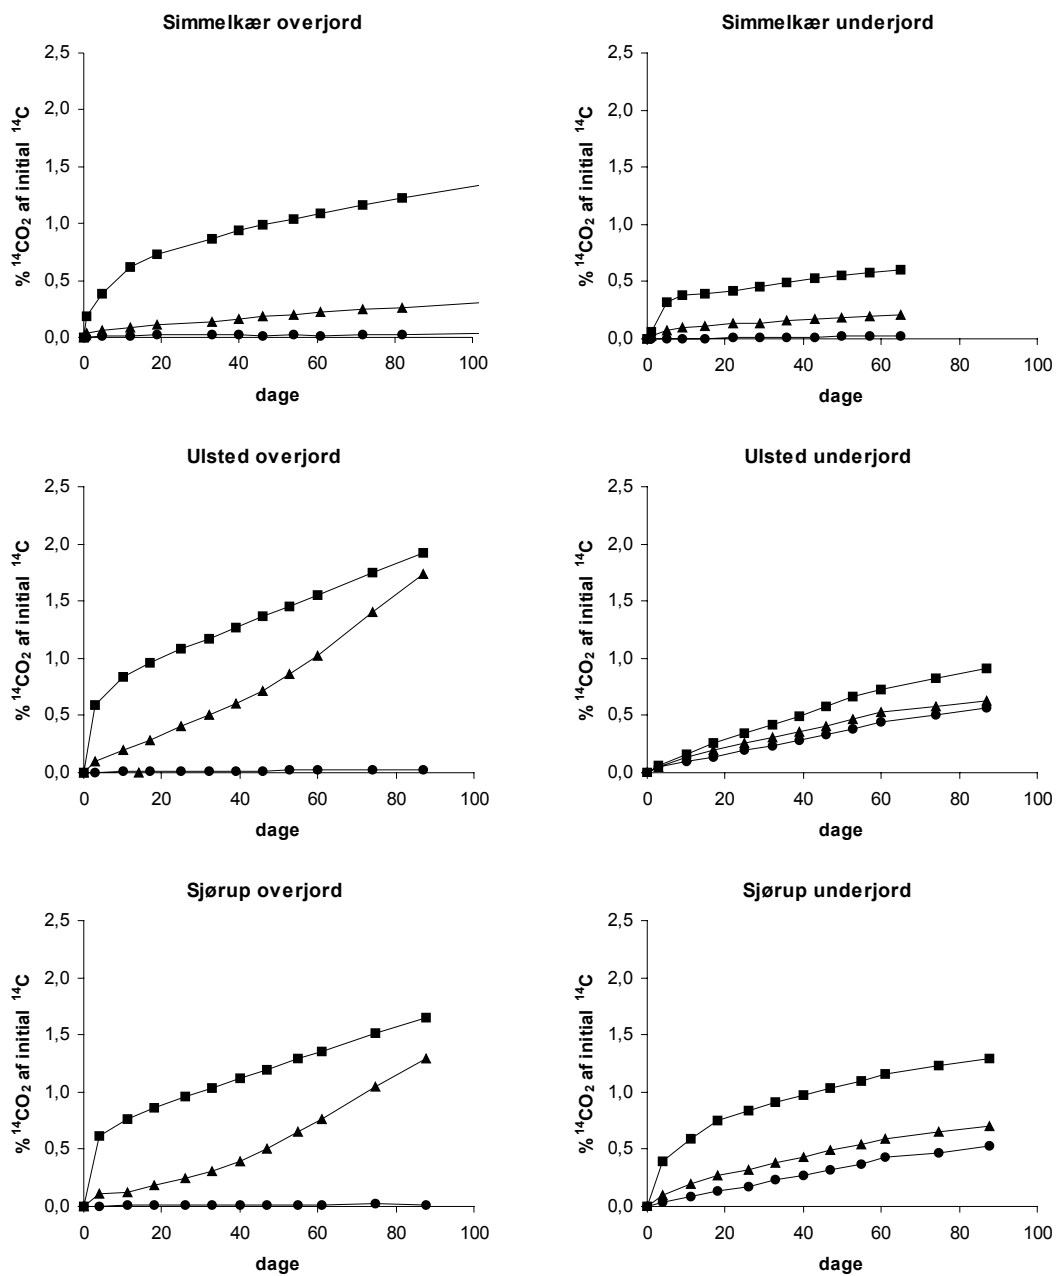 Simmelkær overjord
2,5
2,0
1,5
1,0
0,5
0,0
% ¹⁴CO₂ af initial ¹⁴C
0 20 40 60 80 100
dage
Simmelkær underjord
2,5
2,0
1,5
1,0
0,5
0,0
% ¹⁴CO₂ af initial ¹⁴C
0 20 40 60 80 100
dage
Ulsted overjord
2,5
2,0
1,5
1,0
0,5
0,0
% ¹⁴CO₂ af initial ¹⁴C
0 20 40 60 80 100
dage
Ulsted underjord
2,5
2,0
1,5
1,0
0,5
0,0
% ¹⁴CO₂ af initial ¹⁴C
0 20 40 60 80 100
dage
Sjørup overjord
2,5
2,0
1,5
1,0
0,5
0,0
% ¹⁴CO₂ af initial ¹⁴C
0 20 40 60 80 100
dage
Sjørup underjord
2,5
2,0
1,5
1,0
0,5
0,0
% ¹⁴CO₂ af initial ¹⁴C
0 20 40 60 80 100
dage